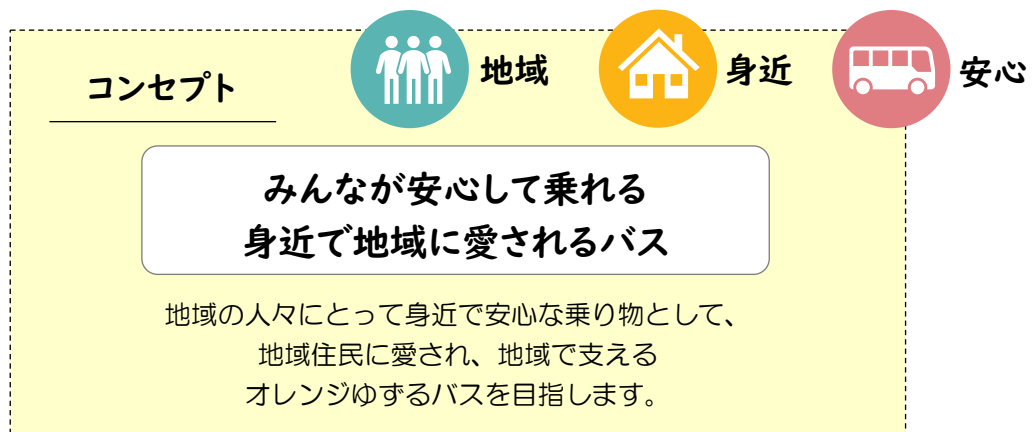 コンセプト
地域
身近
安心
みんなが安心して乗れる
身近で地域に愛されるバス
地域の人々にとって身近で安心な乗り物として、
地域住民に愛され、地域で支える
オレンジゆずるバスを目指します。